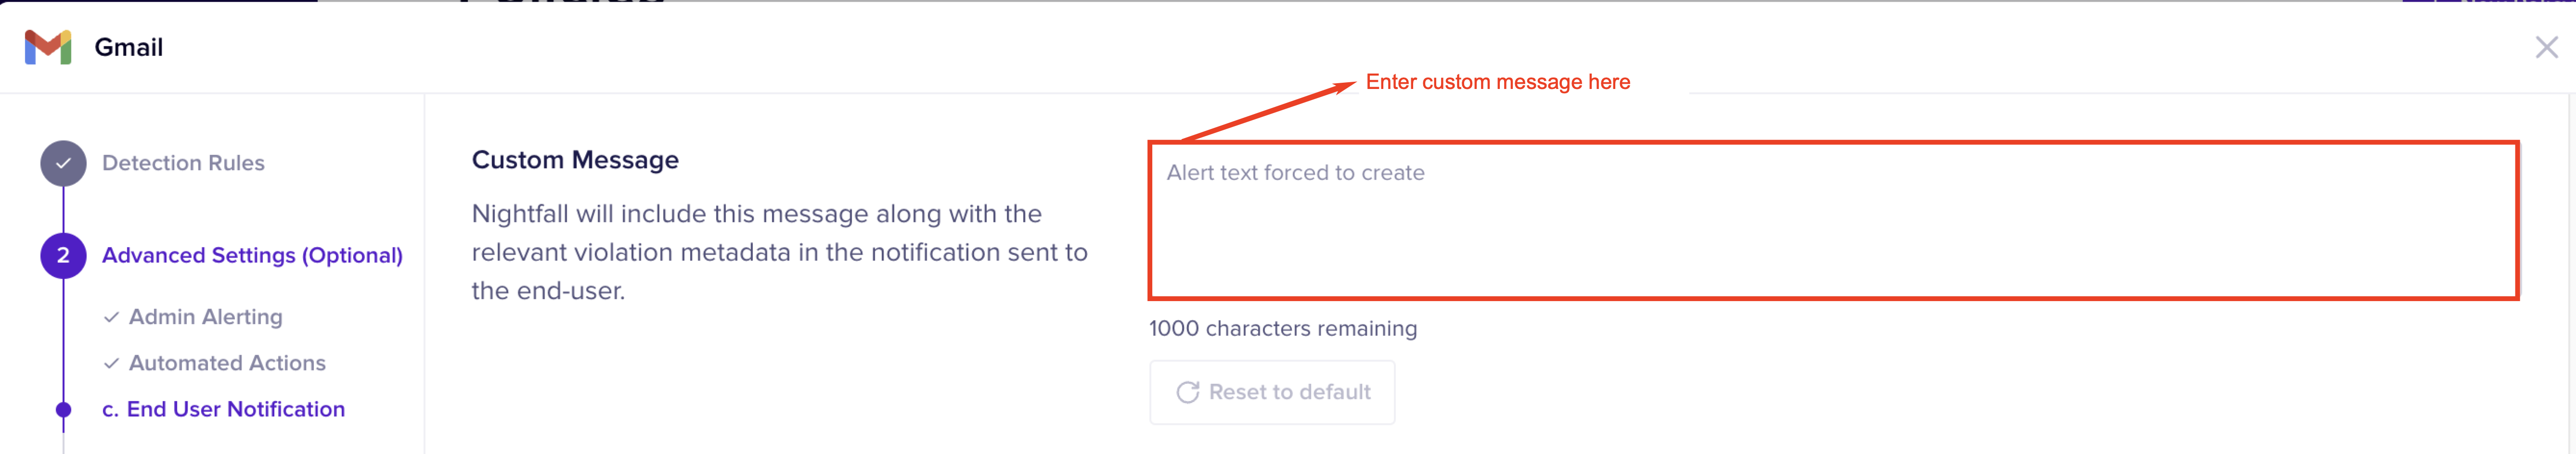 Gmail
Enter custom message here
Detection Rules
2 Advanced Settings (Optional)
Admin Alerting
Automated Actions
c. End User Notification
Custom Message
Nightfall will include this message along with the
relevant violation metadata in the notification sent to
the end-user.
Alert text forced to create
1000 characters remaining
Reset to default